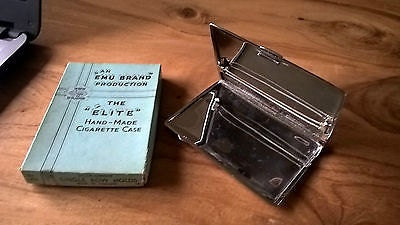 "AN
EMU BRAND"
PRODUCTION
THE
"ELITE"
HAND-MADE
CIGARETTE CASE